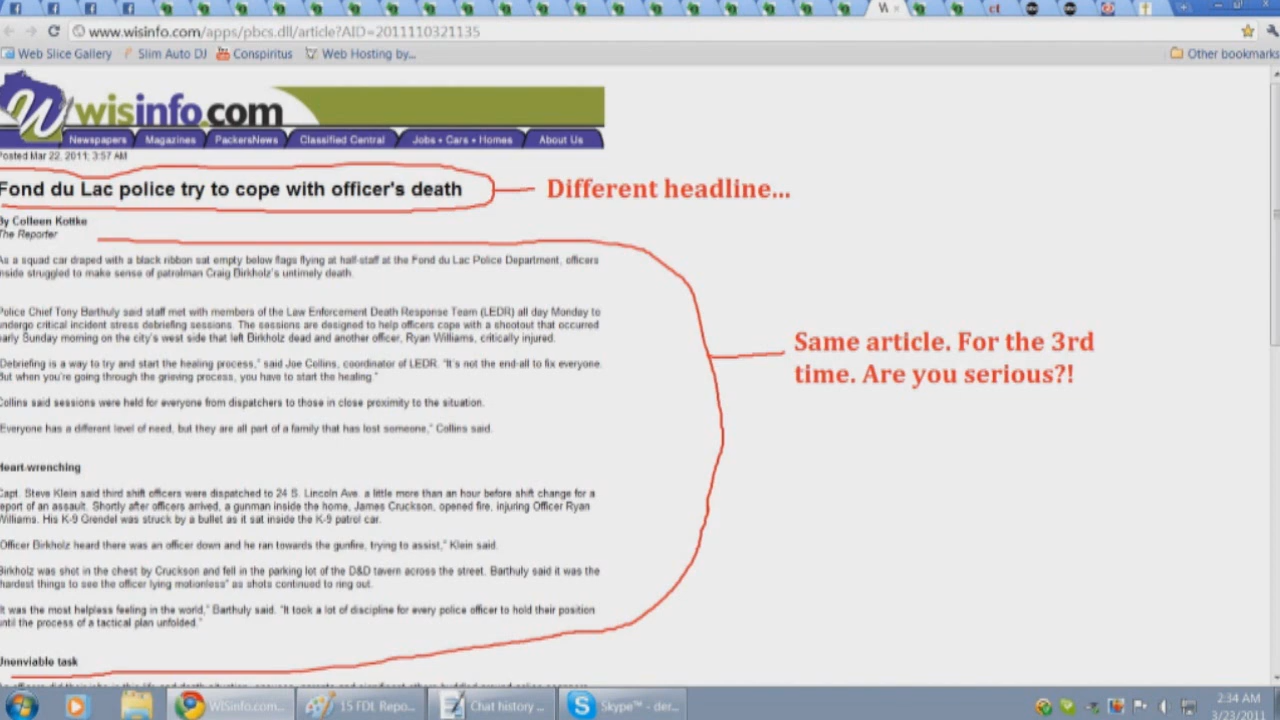 www.wisinfo.com/apps/pbcs.dll/article?AID=2011110321135
Web Slice Gallery Slim Auto DJ Conspiritus Web Hosting by... Other bookmarks
W wisinfo.com
Newspapers Magazines PackersNews Classified Central Jobs • Cars • Homes About Us
Posted Mar 22, 2011; 3:57 AM
Fond du Lac police try to cope with officer's death
Different headline...
By Colleen Kottke
The Reporter
As a squad car draped with a black ribbon sat empty below flags flying at half-staff at the Fond du Lac Police Department, officers
inside struggled to make sense of patrolman Craig Birkholz's untimely death.
Police Chief Tony Barthuly said staff met with members of the Law Enforcement Death Response Team (LEDR) all day Monday to
undergo critical incident stress debriefing sessions. The sessions are designed to help officers cope with a shootout that occurred
early Sunday morning on the city's west side that left Birkholz dead and another officer, Ryan Williams, critically injured.
"Debriefing is a way to try and start the healing process," said Joe Collins, coordinator of LEDR. "It's not the end-all to fix everyone.
But when you're going through the grieving process, you have to start the healing."
Collins said sessions were held for everyone from dispatchers to those in close proximity to the situation.
"Everyone has a different level of need, but they are all part of a family that has lost someone," Collins said.
Same article. For the 3rd
time. Are you serious?!
Heart-wrenching
Capt. Steve Klein said third shift officers were dispatched to 24 S. Lincoln Ave. a little more than an hour before shift change for a
report of an assault. Shortly after officers arrived, a gunman inside the home, James Cruckson, opened fire, injuring Officer Ryan
Williams. His K-9 Grendel was struck by a bullet as it sat inside the K-9 patrol car.
"Officer Birkholz heard there was an officer down and he ran towards the gunfire, trying to assist," Klein said.
Birkholz was shot in the chest by Cruckson and fell in the parking lot of the D&D tavern across the street. Barthuly said it was the
"hardest things to see the officer lying motionless" as shots continued to ring out.
"It was the most helpless feeling in the world," Barthuly said. "It took a lot of discipline for every police officer to hold their position
until the process of a tactical plan unfolded."
Unenviable task
WISinfo.com... 15 FDL Repo... Chat history ... Skype™ - der...
2:34 AM
3/23/2011